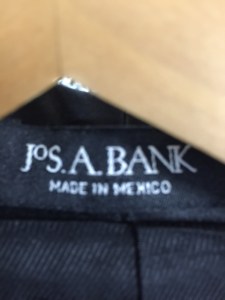 JOS. A. BANK
MADE IN MEXICO